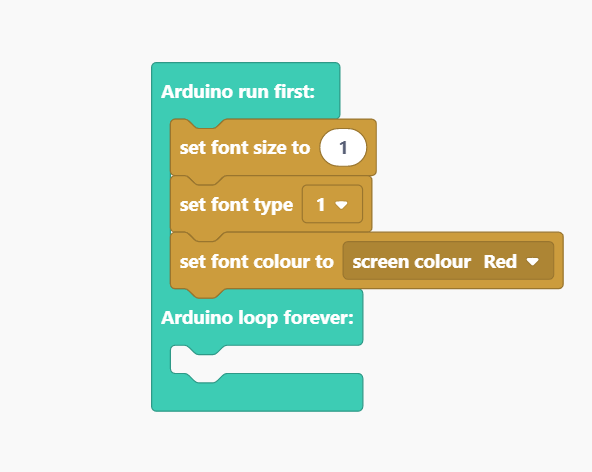 Arduino run first:
set font size to 1
set font type 1
set font colour to screen colour Red
Arduino loop forever: